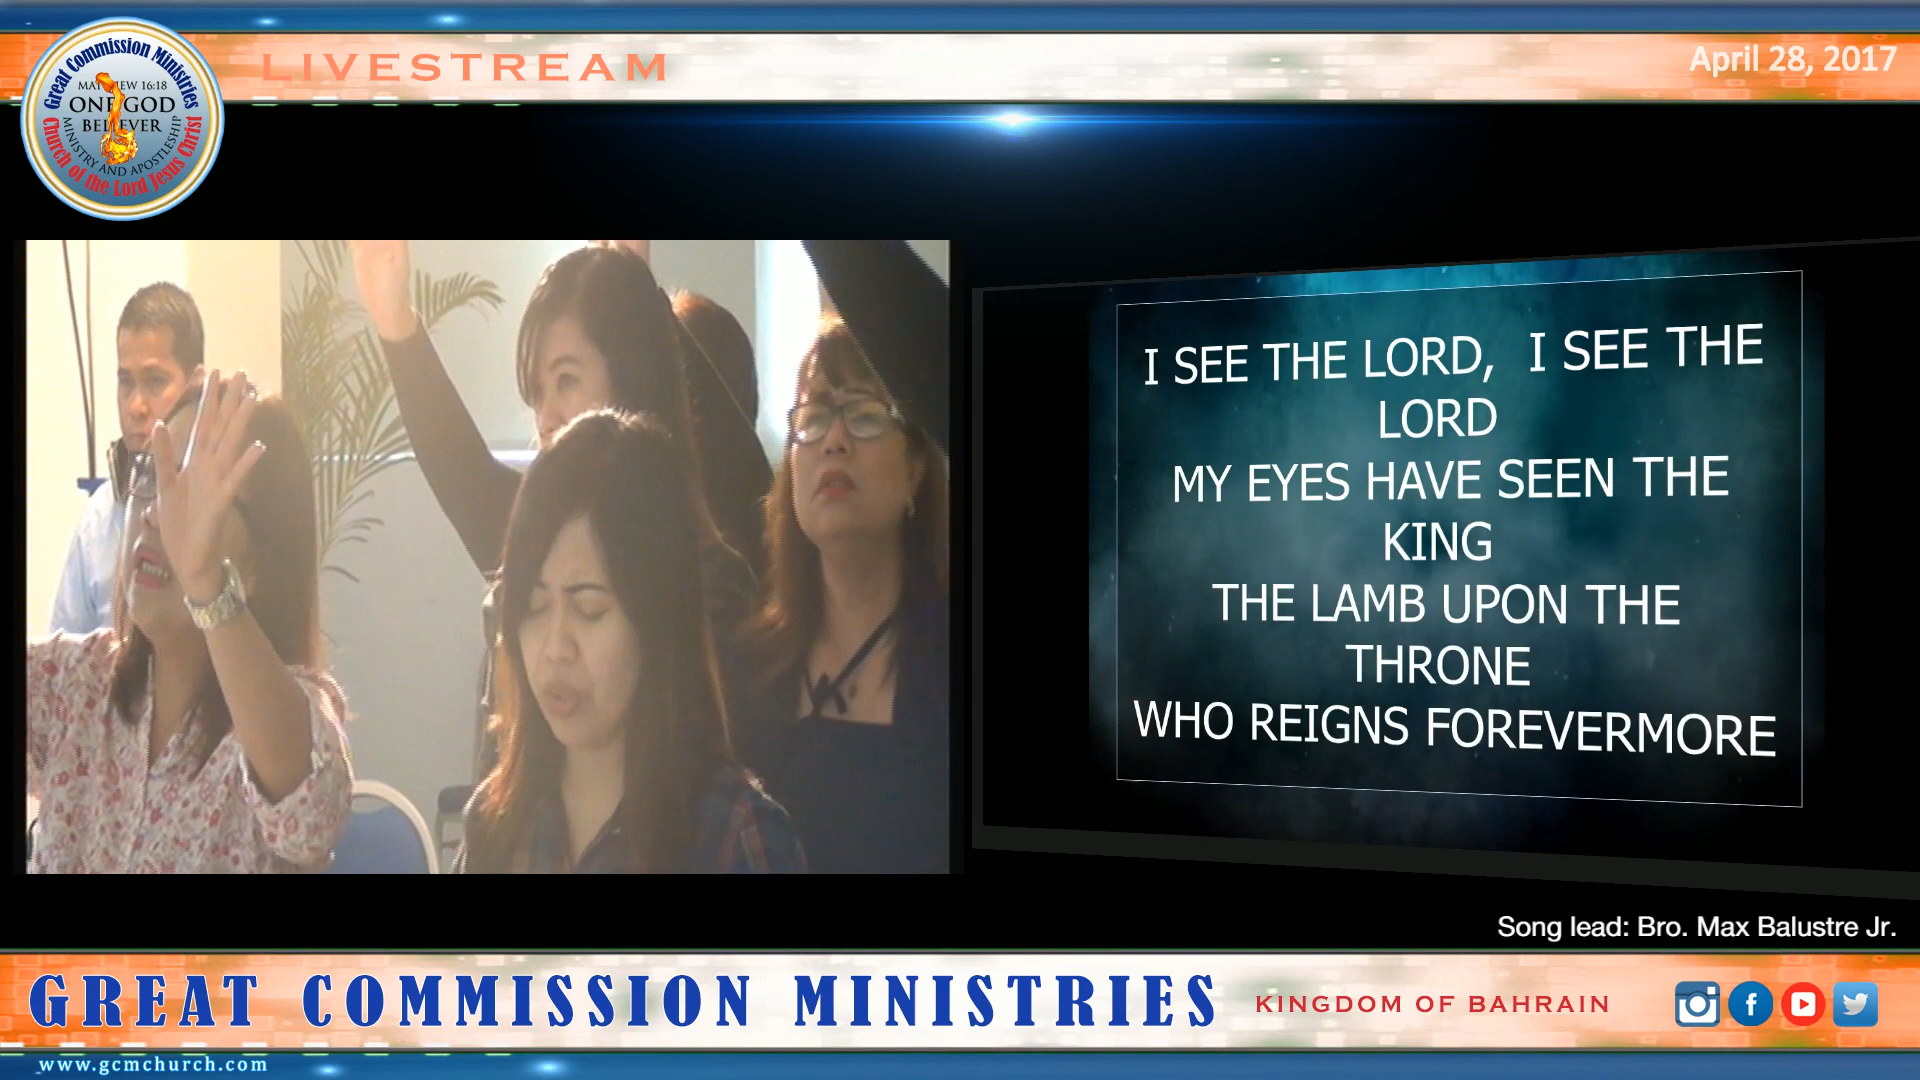 Great Commission Ministries
MATTHEW 16:18
ONE GOD
BELIEVER
MINISTRY AND APOSTLESHIP
Church of the Lord Jesus Christ
LIVESTREAM
April 28, 2017
I SEE THE LORD, I SEE THE
LORD
MY EYES HAVE SEEN THE
KING
THE LAMB UPON THE
THRONE
WHO REIGNS FOREVERMORE
Song lead: Bro. Max Balustre Jr.
GREAT COMMISSION MINISTRIES
KINGDOM OF BAHRAIN
www.gcmchurch.com